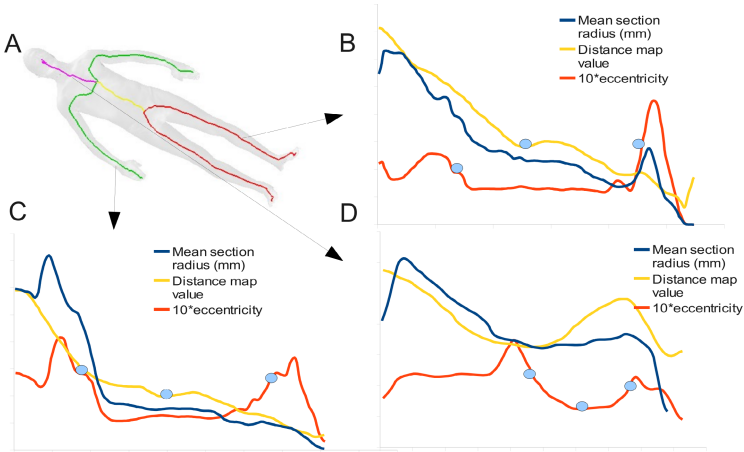 A
B
Mean section
radius (mm)
Distance map
value
10*eccentricity
C
Mean section
radius (mm)
Distance map
value
10*eccentricity
D
Mean section
radius (mm)
Distance map
value
10*eccentricity